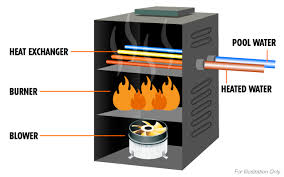 HEAT EXCHANGER
POOL WATER
BURNER
HEATED WATER
BLOWER
For Illustration Only